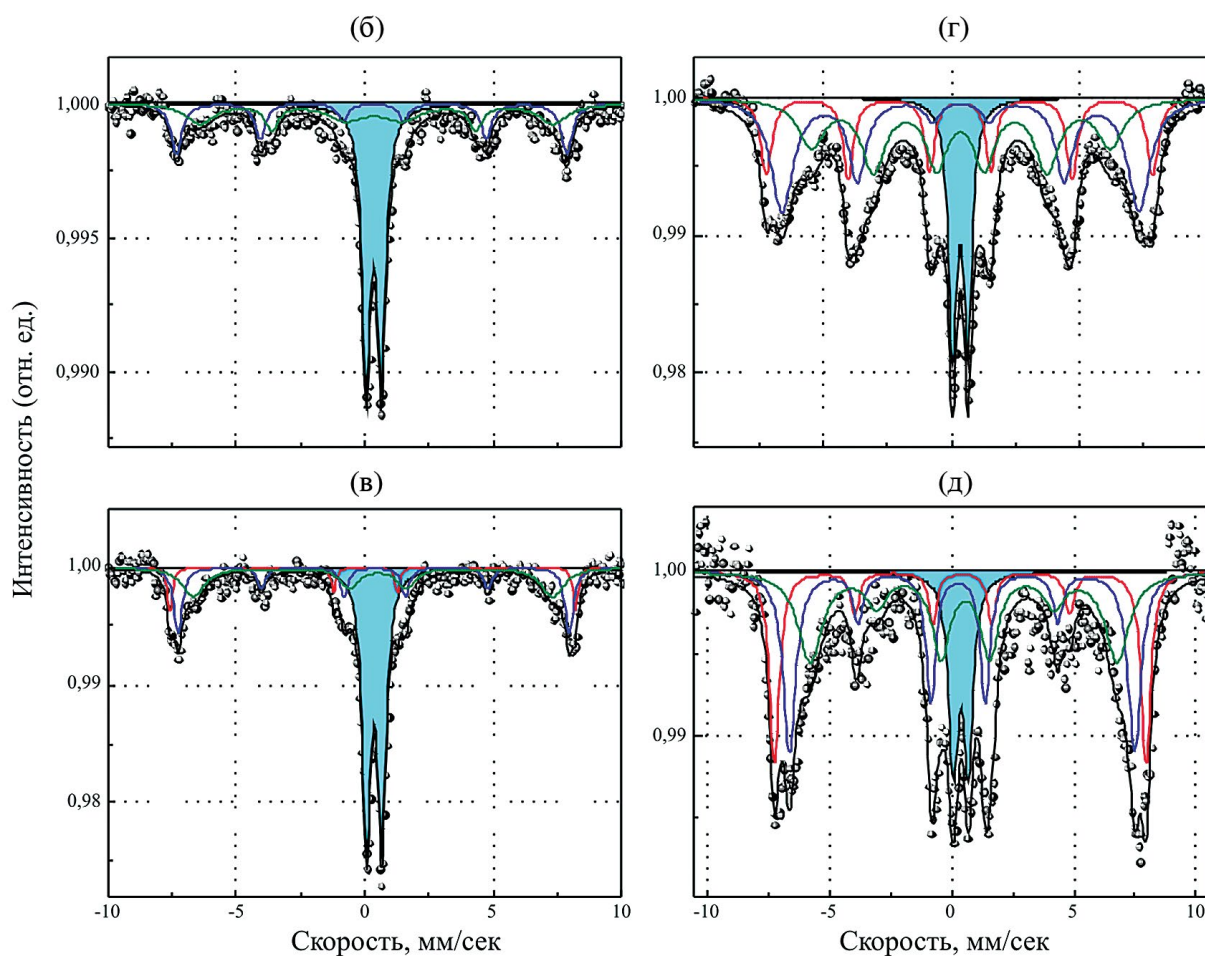 (б)
1,000
0,995
0,990
(г)
1,00
0,99
0,98
Интенсивность (отн. ед.)
(в)
1,00
0,99
0,98
-10 -5 0 5 10
Скорость, мм/сек
(д)
1,00
0,99
-10 -5 0 5 10
Скорость, мм/сек